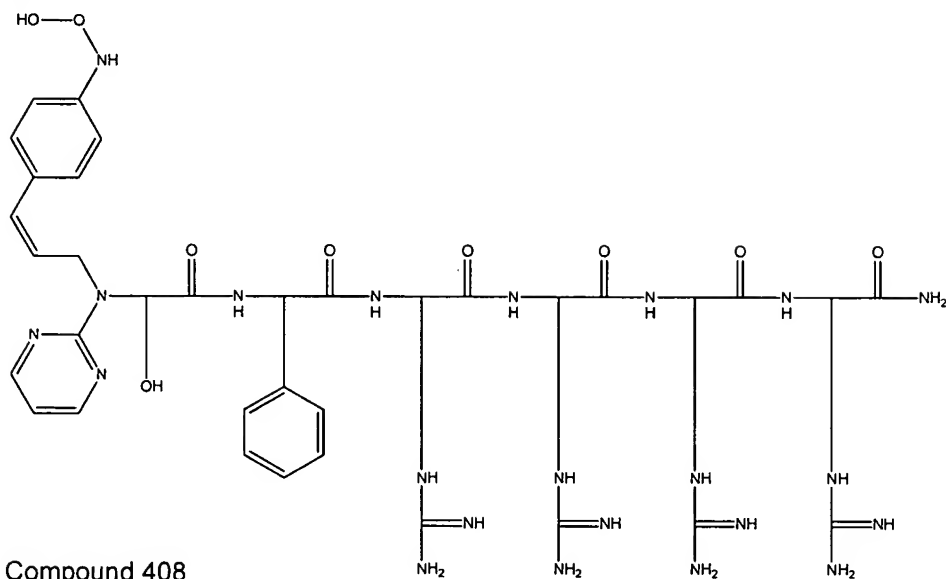 HO O
NH
O O O O O O
N N H N H N H N H N H NH₂
N N
OH
NH NH NH NH
NH NH NH NH
NH₂ NH₂ NH₂ NH₂
Compound 408